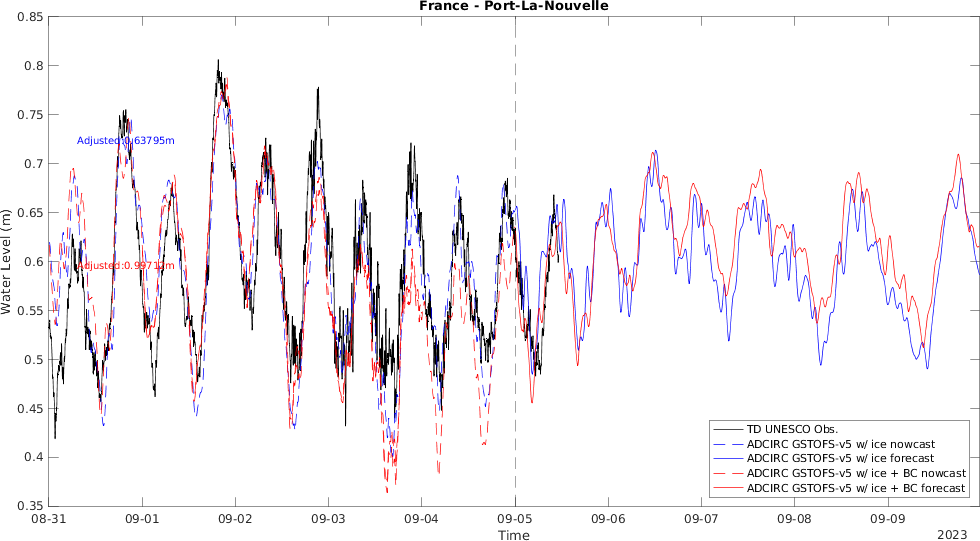 France - Port-La-Nouvelle
Water Level (m)
0.85
0.8
0.75
0.7
0.65
0.6
0.55
0.5
0.45
0.4
0.35
Adjusted:0.63795m
Adjusted:0.99712m
TD UNESCO Obs.
ADCIRC GSTOFS-v5 w/ ice nowcast
ADCIRC GSTOFS-v5 w/ ice forecast
ADCIRC GSTOFS-v5 w/ ice + BC nowcast
ADCIRC GSTOFS-v5 w/ ice + BC forecast
08-31 09-01 09-02 09-03 09-04 09-05 09-06 09-07 09-08 09-09
Time
2023